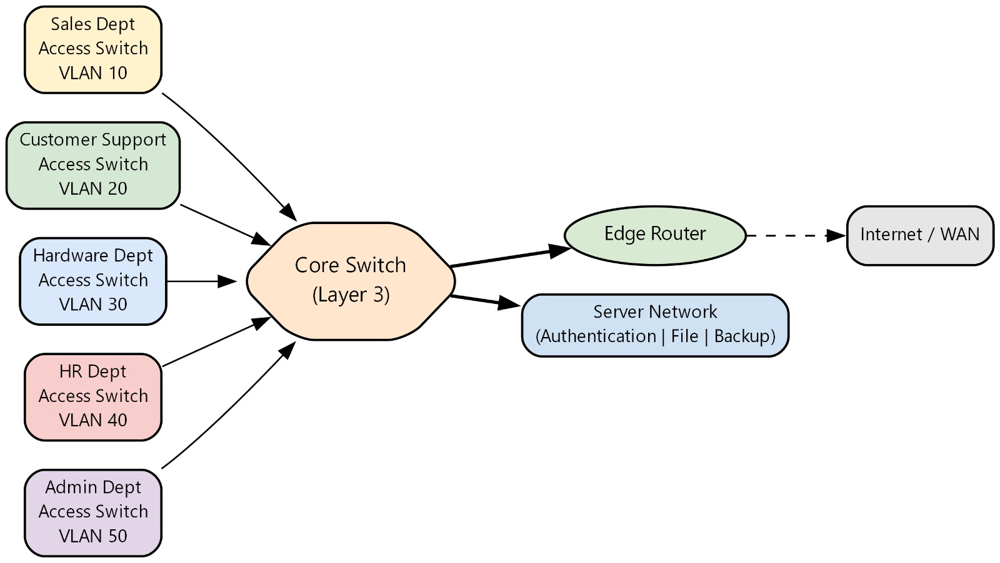 Sales Dept
Access Switch
VLAN 10
Customer Support
Access Switch
VLAN 20
Hardware Dept
Access Switch
VLAN 30
HR Dept
Access Switch
VLAN 40
Admin Dept
Access Switch
VLAN 50
Core Switch
(Layer 3)
Edge Router
Internet / WAN
Server Network
(Authentication | File | Backup)